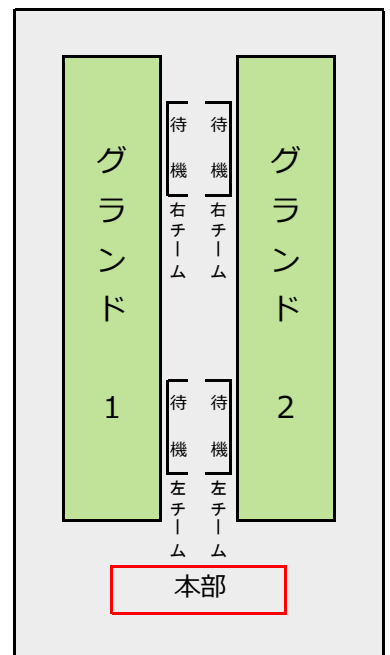 グランド 1
待機
右チーム
待機
右チーム
グランド 2
待機
左チーム
待機
左チーム
本部